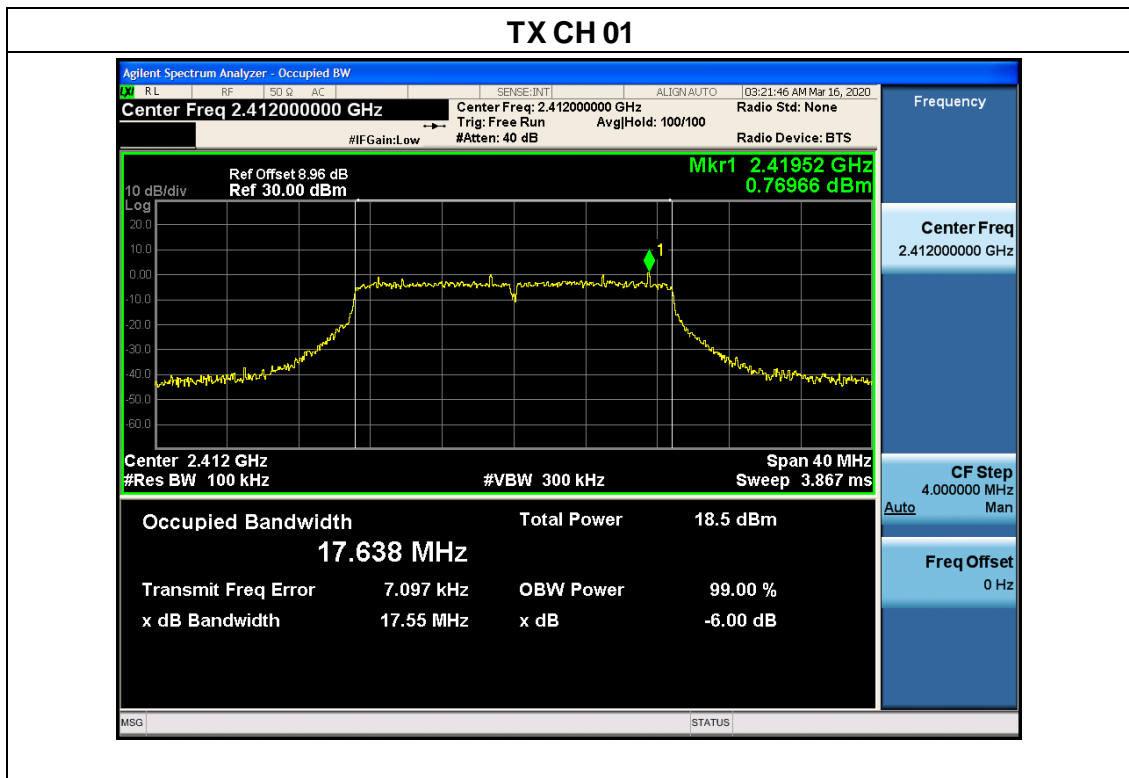 TX CH 01
Agilent Spectrum Analyzer - Occupied BW
LXI RL RF 50 Ω AC SENSE:INT ALIGN AUTO 03:21:46 AM Mar 16, 2020
Center Freq 2.412000000 GHz
Center Freq: 2.412000000 GHz
Radio Std: None
Trig: Free Run Avg|Hold: 100/100
#IFGain:Low
#Atten: 40 dB
Radio Device: BTS
Mkr1 2.41952 GHz
0.76966 dBm
Ref Offset 8.96 dB
10 dB/div Ref 30.00 dBm
Log
20.0
10.0
0.00
-10.0
-20.0
-30.0
-40.0
-50.0
-60.0
1
Center 2.412 GHz
Span 40 MHz
#Res BW 100 kHz
#VBW 300 kHz
Sweep 3.867 ms
Occupied Bandwidth
17.638 MHz
Total Power 18.5 dBm
Transmit Freq Error 7.097 kHz
OBW Power 99.00 %
x dB Bandwidth 17.55 MHz
x dB -6.00 dB
MSG
STATUS
Frequency
Center Freq
2.412000000 GHz
CF Step
4.000000 MHz
Auto Man
Freq Offset
0 Hz